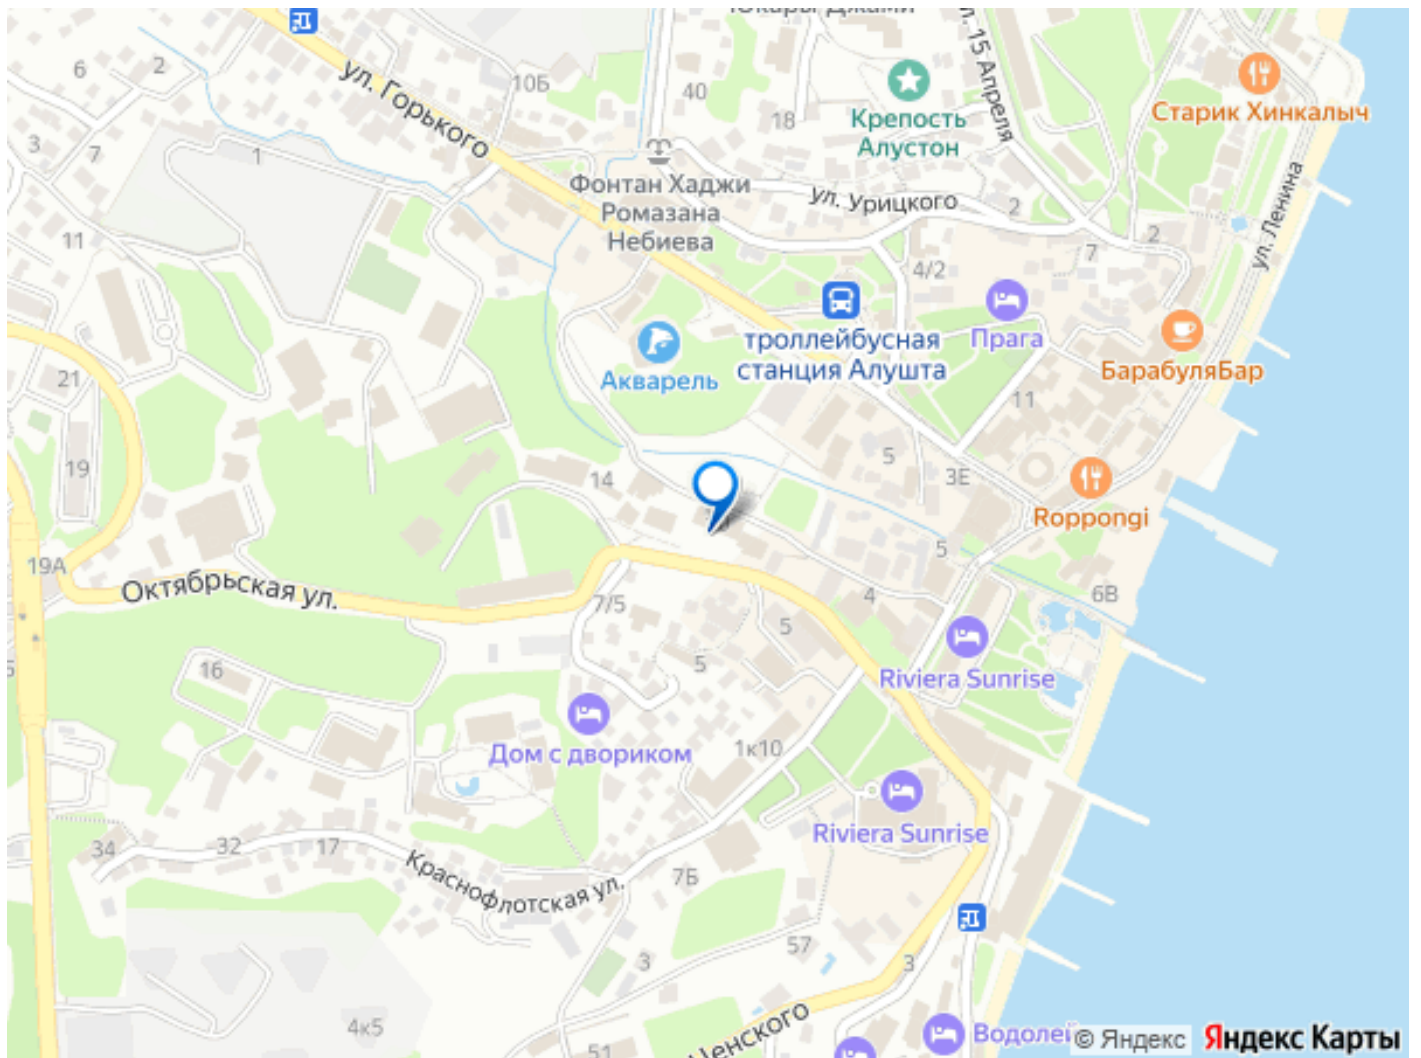 Юкары Джами
ул. 15 Апреля
6
2
10Б
40
ул. Горького
18
Крепость
Алустон
Старик Хинкалыч
3
7
1
Фонтан Хаджи
Ромазана
Небиева
ул. Урицкого
2
2
ул. Ленина
11
7
4/2
Прага
троллейбусная
станция Алушта
Акварель
БарабуляБар
21
11
19
14
5
3Е
Roppongi
19А
Октябрьская ул.
5
7/5
4
6В
5
5
16
Riviera Sunrise
Дом с двориком
1к10
Riviera Sunrise
34
32
17
Краснофлотская ул.
7Б
57
3
3
4к5
51
Ценского
Водолей
© Яндекс
Яндекс Карты